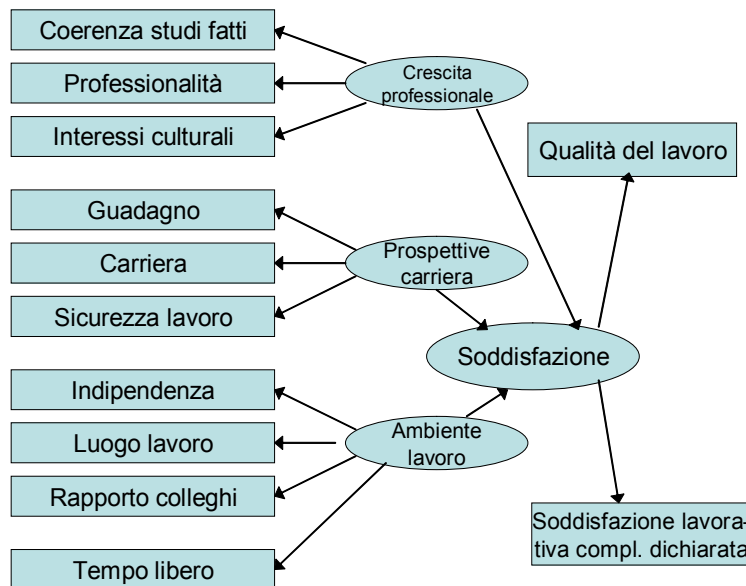 Coerenza studi fatti
Professionalità
Interessi culturali
Crescita
professionale
Qualità del lavoro
Guadagno
Carriera
Sicurezza lavoro
Prospettive
carriera
Soddisfazione
Indipendenza
Luogo lavoro
Rapporto colleghi
Tempo libero
Ambiente
lavoro
Soddisfazione lavora-
tiva compl. dichiarata